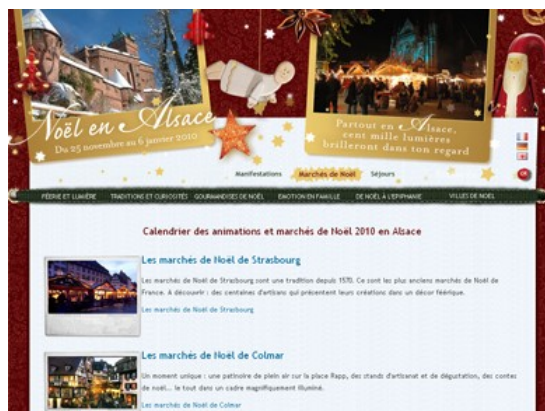 Noël en Alsace
Du 25 novembre au 6 janvier 2010
Partout en Alsace,
cent mille lumières
brilleront dans ton regard
Manifestations Marchés de Noël Séjours
FÉERIE ET LUMIÈRE TRADITIONS ET CURIOSITÉS GOURMANDISES DE NOËL EMOTION EN FAMILLE DE NOËL À L'EPIPHANIE VILLES DE NOËL
Calendrier des animations et marchés de Noël 2010 en Alsace
Les marchés de Noël de Strasbourg
Les marchés de Noël de Strasbourg sont une tradition depuis 1570. Ce sont les plus anciens marchés de Noël de
France. A découvrir : des centaines d'artisans qui présentent leurs créations dans un décor féérique.
Les marchés de Noël de Strasbourg
Les marchés de Noël de Colmar
Un moment unique : une patinoire de plein air sur la place Rapp, des stands d'artisanat et de dégustation, des contes
de noël... le tout dans un cadre magnifiquement illuminé.
Les marchés de Noël de Colmar